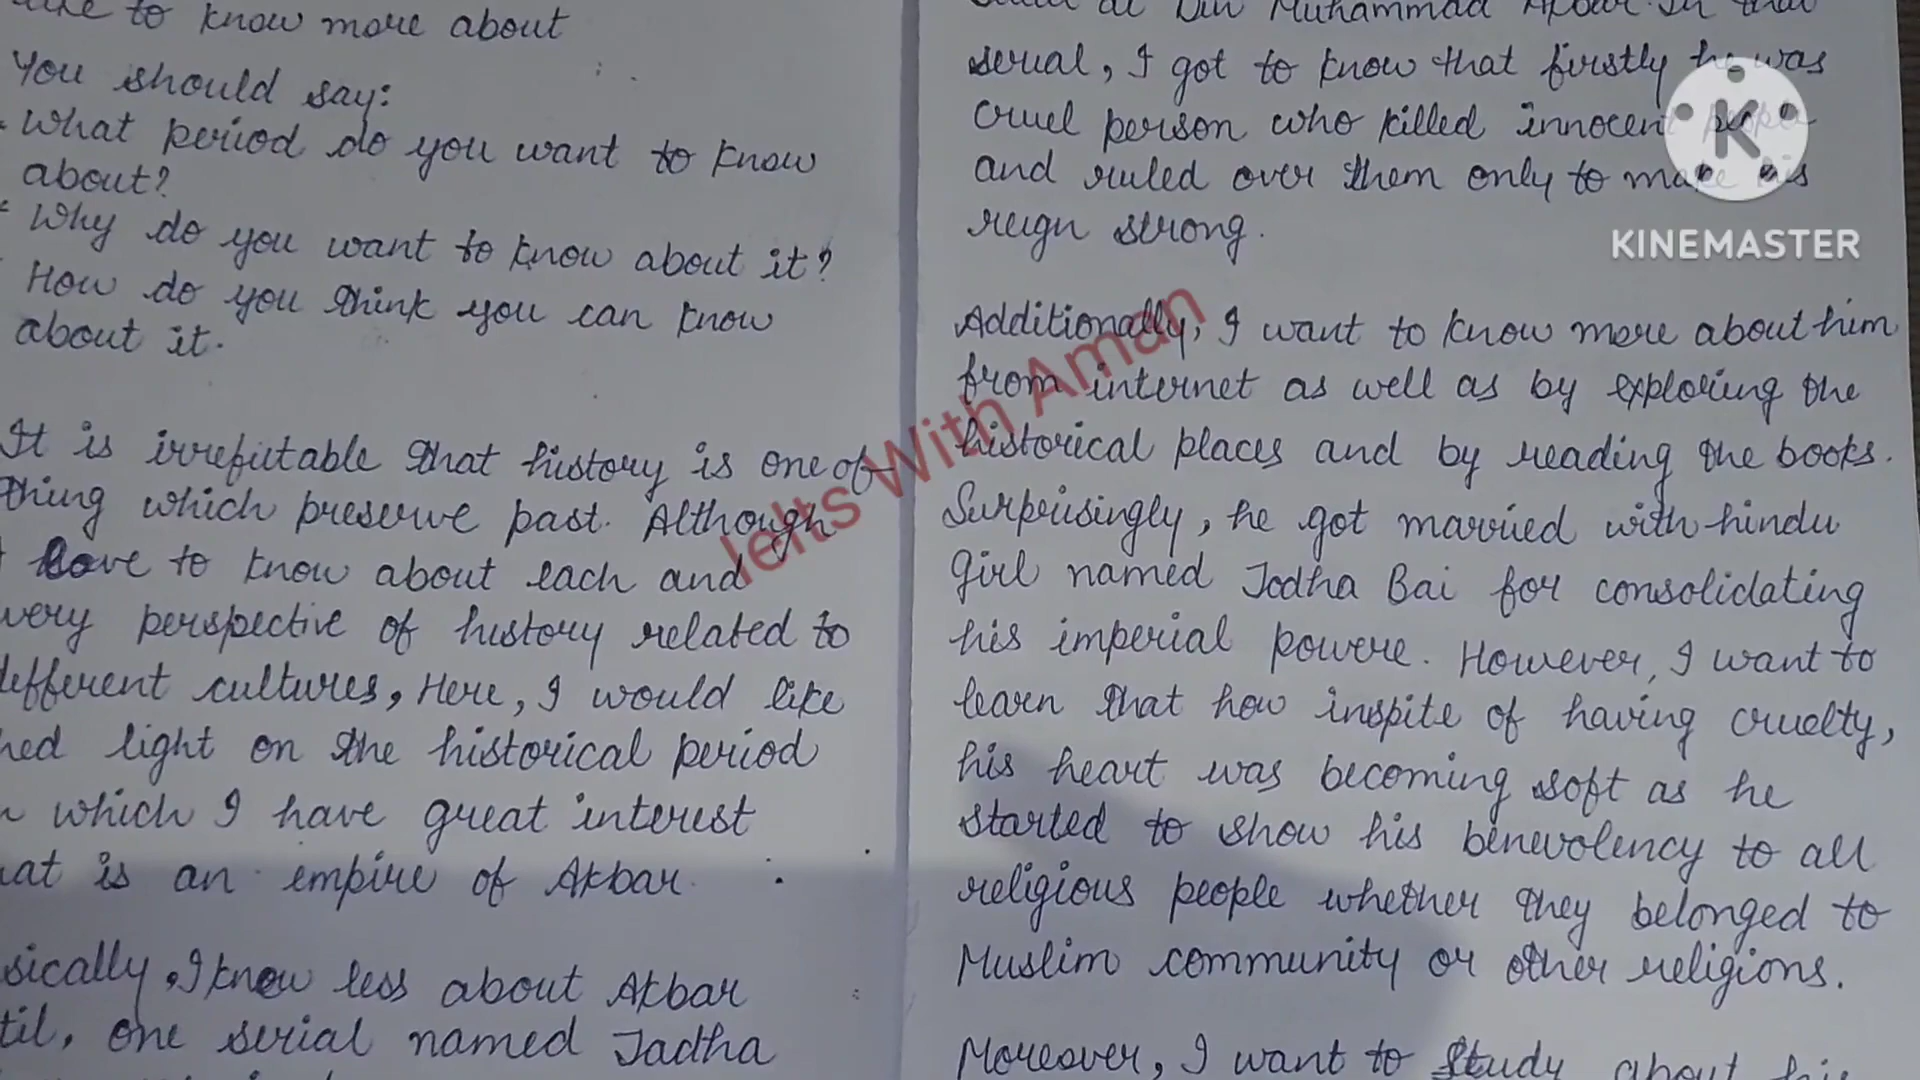 to know more about
You should say:
What period do you want to know
about?
Why do you want to know about it?
How do you think you can know
about it.
It is irrefutable that history is one of
thing which preserve past. Although
love to know about each and
very perspective of history related to
different cultures, Here, I would like
hed light on the historical period
which I have great interest
at is an empire of Akbar.
sically, I know less about Akbar
til, one serial named Jadha
Din Muhammad
serial, I got to know that firstly he was
cruel person who killed innocent people
and ruled over them only to make his
reign strong.
Additionally, I want to know more about him
from internet as well as by exploring the
historical places and by reading the books.
Surprisingly, he got married with hindu
girl named Jodha Bai for consolidating
his imperial powere. However, I want to
learn that how inspite of having cruelty,
his heart was becoming soft as he
started to show his benevolency to all
religious people whether they belonged to
Muslim community or other religions.
Moreover, I want to study about his
Ielts With Aman
K
KINEMASTER